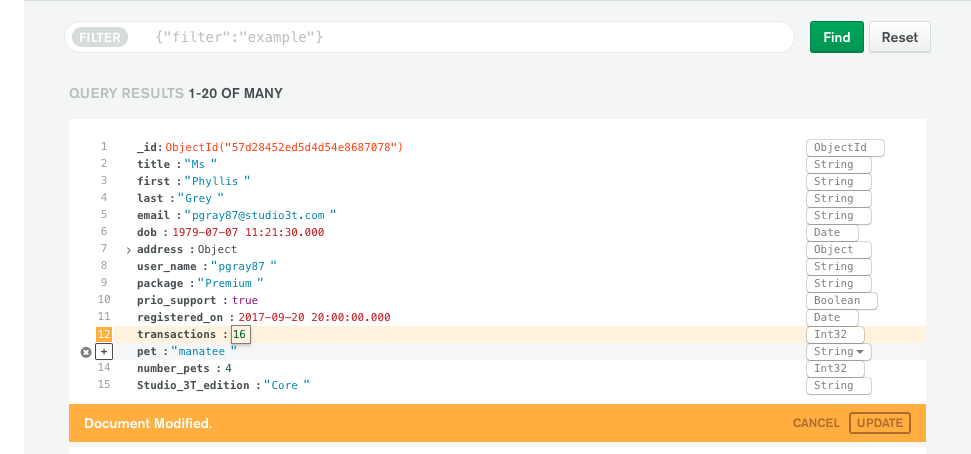 FILTER {"filter":"example"} Find Reset
QUERY RESULTS 1-20 OF MANY
1 _id: ObjectId("57d28452ed5d4d54e8687078") ObjectId
2 title : "Ms " String
3 first : "Phyllis " String
4 last : "Grey " String
5 email : "pgray87@studio3t.com " String
6 dob : 1979-07-07 11:21:30.000 Date
7 > address : Object Object
8 user_name : "pgray87 " String
9 package : "Premium " String
10 prio_support : true Boolean
11 registered_on : 2017-09-20 20:00:00.000 Date
12 transactions : 16 Int32
+ pet : "manatee " String
14 number_pets : 4 Int32
15 Studio_3T_edition : "Core " String
Document Modified. CANCEL UPDATE